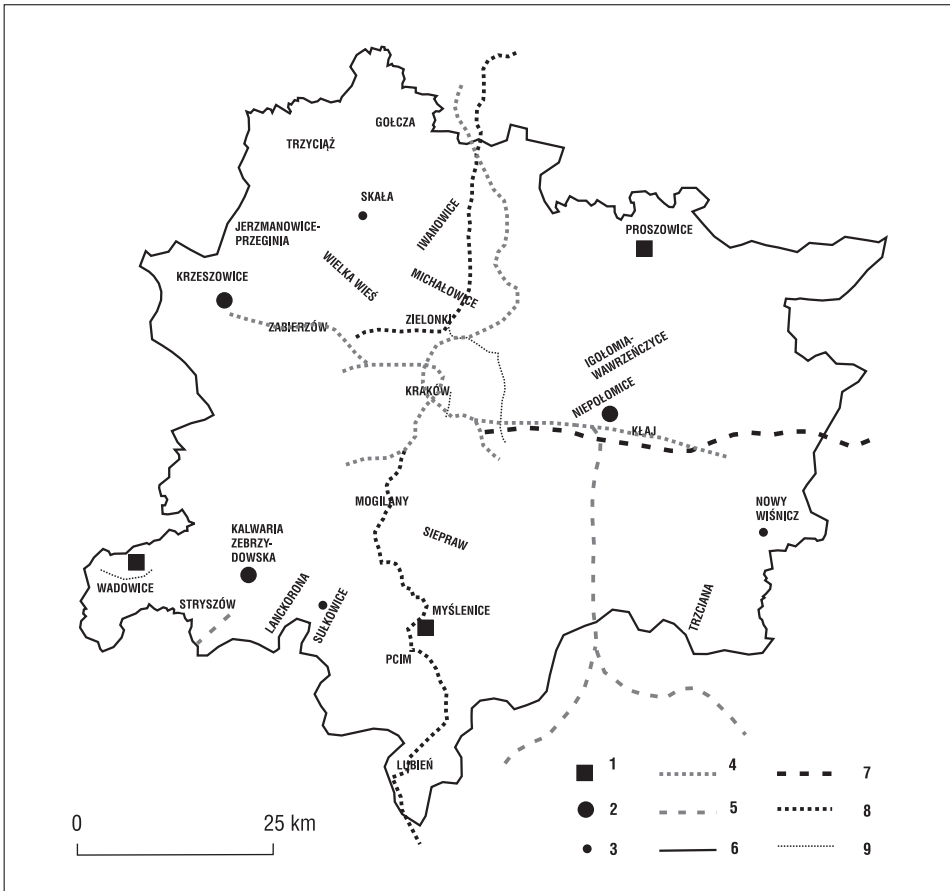 GOŁCZA
TRZYCIĄŻ
SKAŁA
IWANOWICE
JERZMANOWICE-
PRZEGINIA
PROSZOWICE
WIELKA WIEŚ
KRZESZOWICE
MICHAŁOWICE
ZIELONKI
ZABIERZÓW
IGOŁOMIA-
WAWRZEŃCZYCE
KRAKÓW
NIEPOŁOMICE
KŁAJ
MOGILANY
NOWY
WIŚNICZ
SIEPRAW
KALWARIA
ZEBRZY-
DOWSKA
WADOWICE
STRYSZÓW
LANCKORONA
SUŁKOWICE
MYŚLENICE
TRZCIANA
PCIM
LUBIEŃ
1 4 7
2 5 8
3 6 9
0 25 km